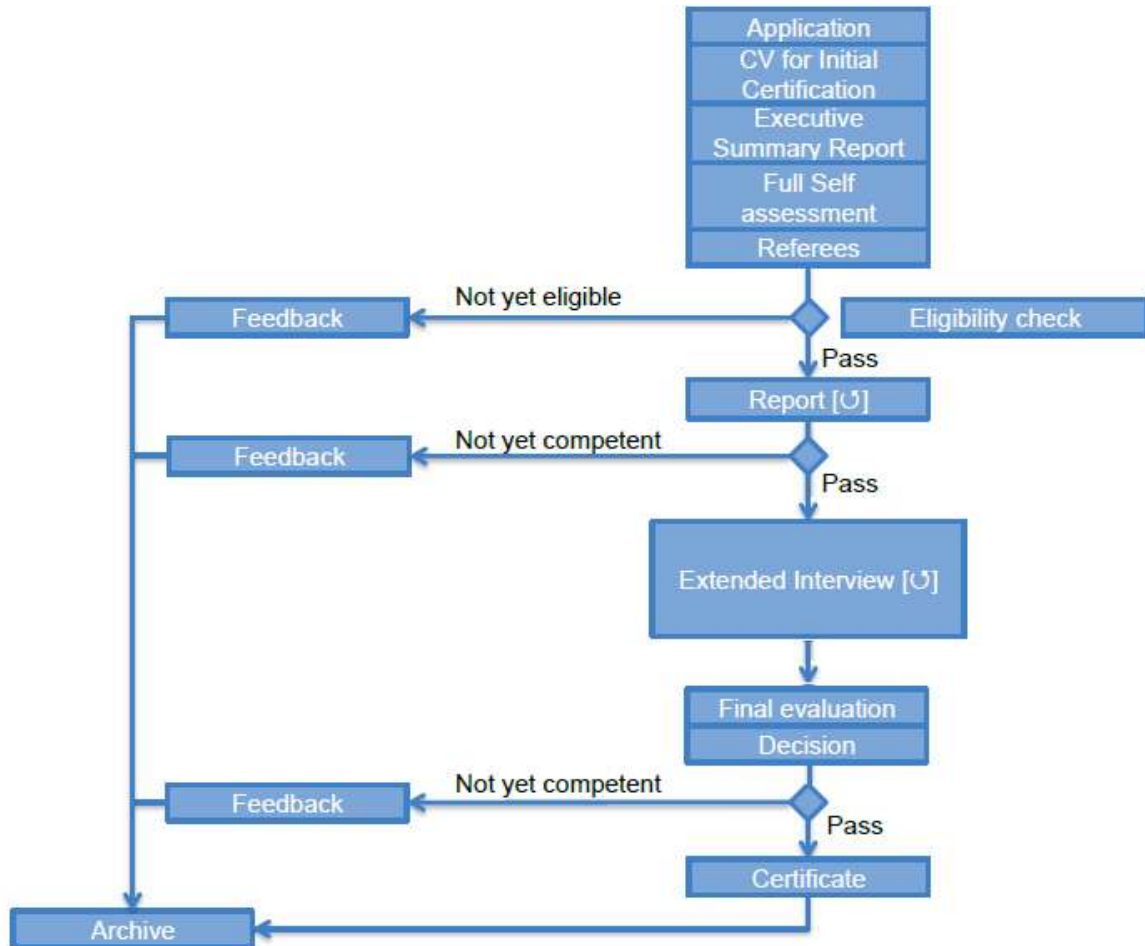 Application
CV for Initial
Certification
Executive
Summary Report
Full Self
assessment
Referees
Not yet eligible
Feedback
Eligibility check
Pass
Report [↺]
Not yet competent
Feedback
Pass
Extended Interview [↺]
Final evaluation
Decision
Not yet competent
Feedback
Pass
Certificate
Archive